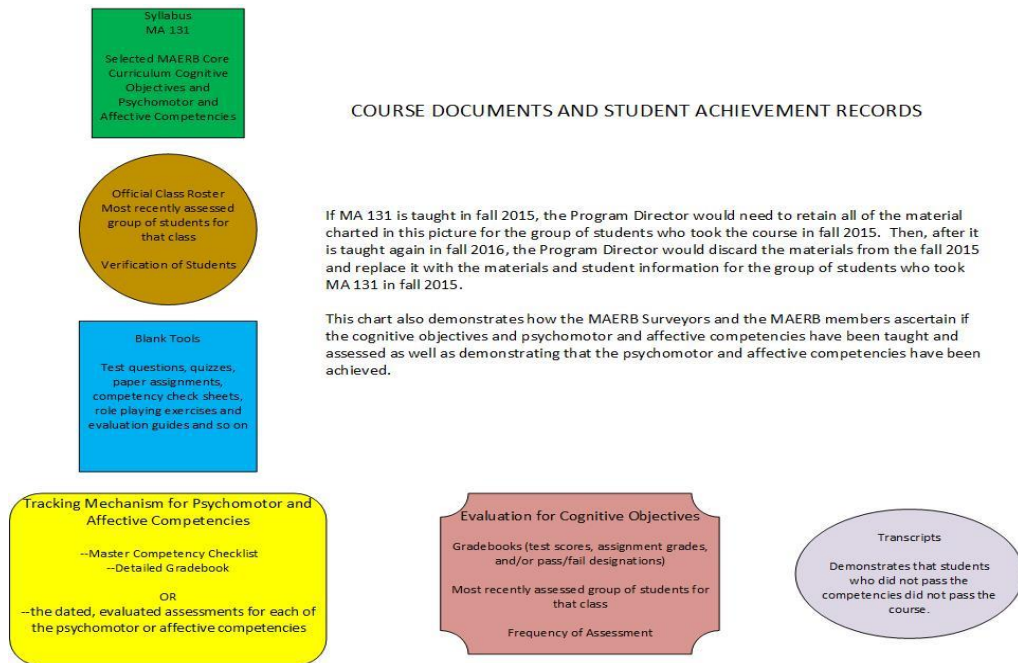 Syllabus
MA 131
Selected MAERB Core
Curriculum Cognitive
Objectives and
Psychomotor and
Affective Competencies
COURSE DOCUMENTS AND STUDENT ACHIEVEMENT RECORDS
Official Class Roster
Most recently assessed
group of students for
that class
Verification of Students
If MA 131 is taught in fall 2015, the Program Director would need to retain all of the material
charted in this picture for the group of students who took the course in fall 2015.  Then, after it
is taught again in fall 2016, the Program Director would discard the materials from the fall 2015
and replace it with the materials and student information for the group of students who took
MA 131 in fall 2015.
This chart also demonstrates how the MAERB Surveyors and the MAERB members ascertain if
the cognitive objectives and psychomotor and affective competencies have been taught and
assessed as well as demonstrating that the psychomotor and affective competencies have been
achieved.
Blank Tools
Test questions, quizzes,
paper assignments,
competency check sheets,
role playing exercises and
evaluation guides and so on
Tracking Mechanism for Psychomotor and
Affective Competencies
--Master Competency Checklist
--Detailed Gradebook
OR
--the dated, evaluated assessments for each of
the psychomotor or affective competencies
Evaluation for Cognitive Objectives
Gradebooks (test scores, assignment grades,
and/or pass/fail designations)
Most recently assessed group of students for
that class
Frequency of Assessment
Transcripts
Demonstrates that students
who did not pass the
competencies did not pass the
course.